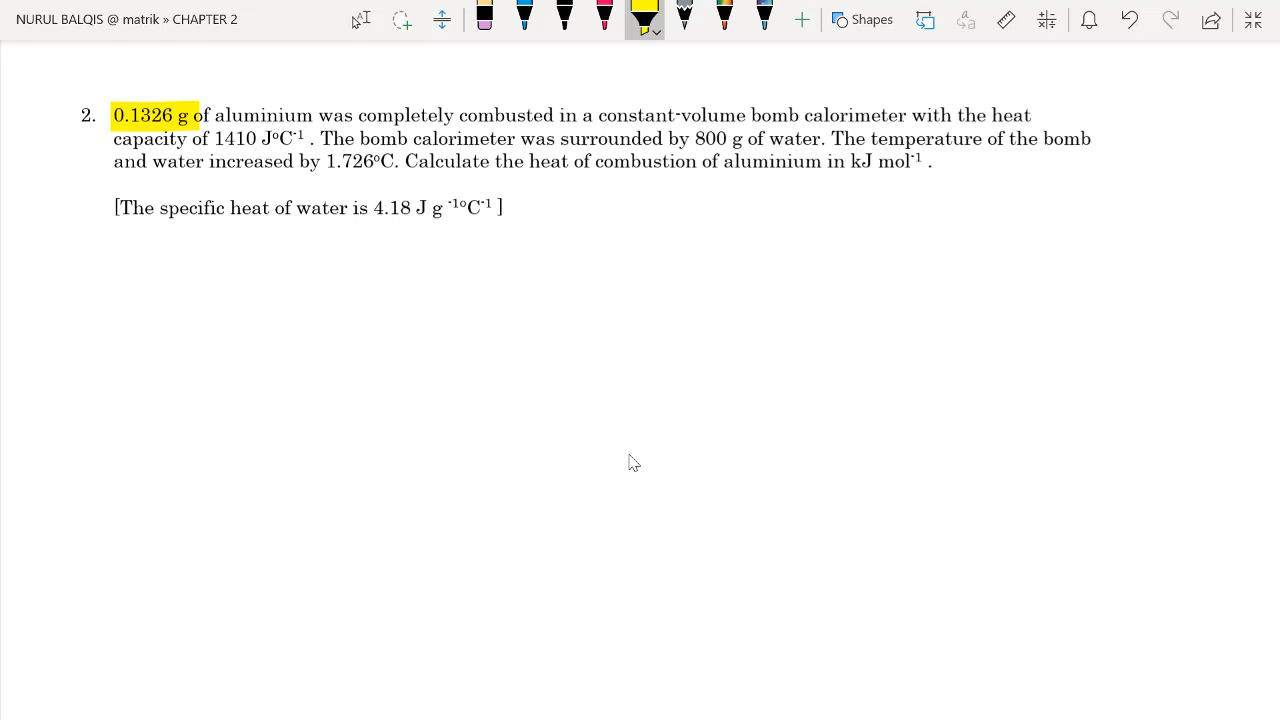 NURUL BALQIS @ matrik » CHAPTER 2
Shapes
2. 0.1326 g of aluminium was completely combusted in a constant-volume bomb calorimeter with the heat
capacity of 1410 JᵒC⁻¹ . The bomb calorimeter was surrounded by 800 g of water. The temperature of the bomb
and water increased by 1.726ᵒC. Calculate the heat of combustion of aluminium in kJ mol⁻¹ .
[The specific heat of water is 4.18 J g ⁻¹ᵒC⁻¹ ]